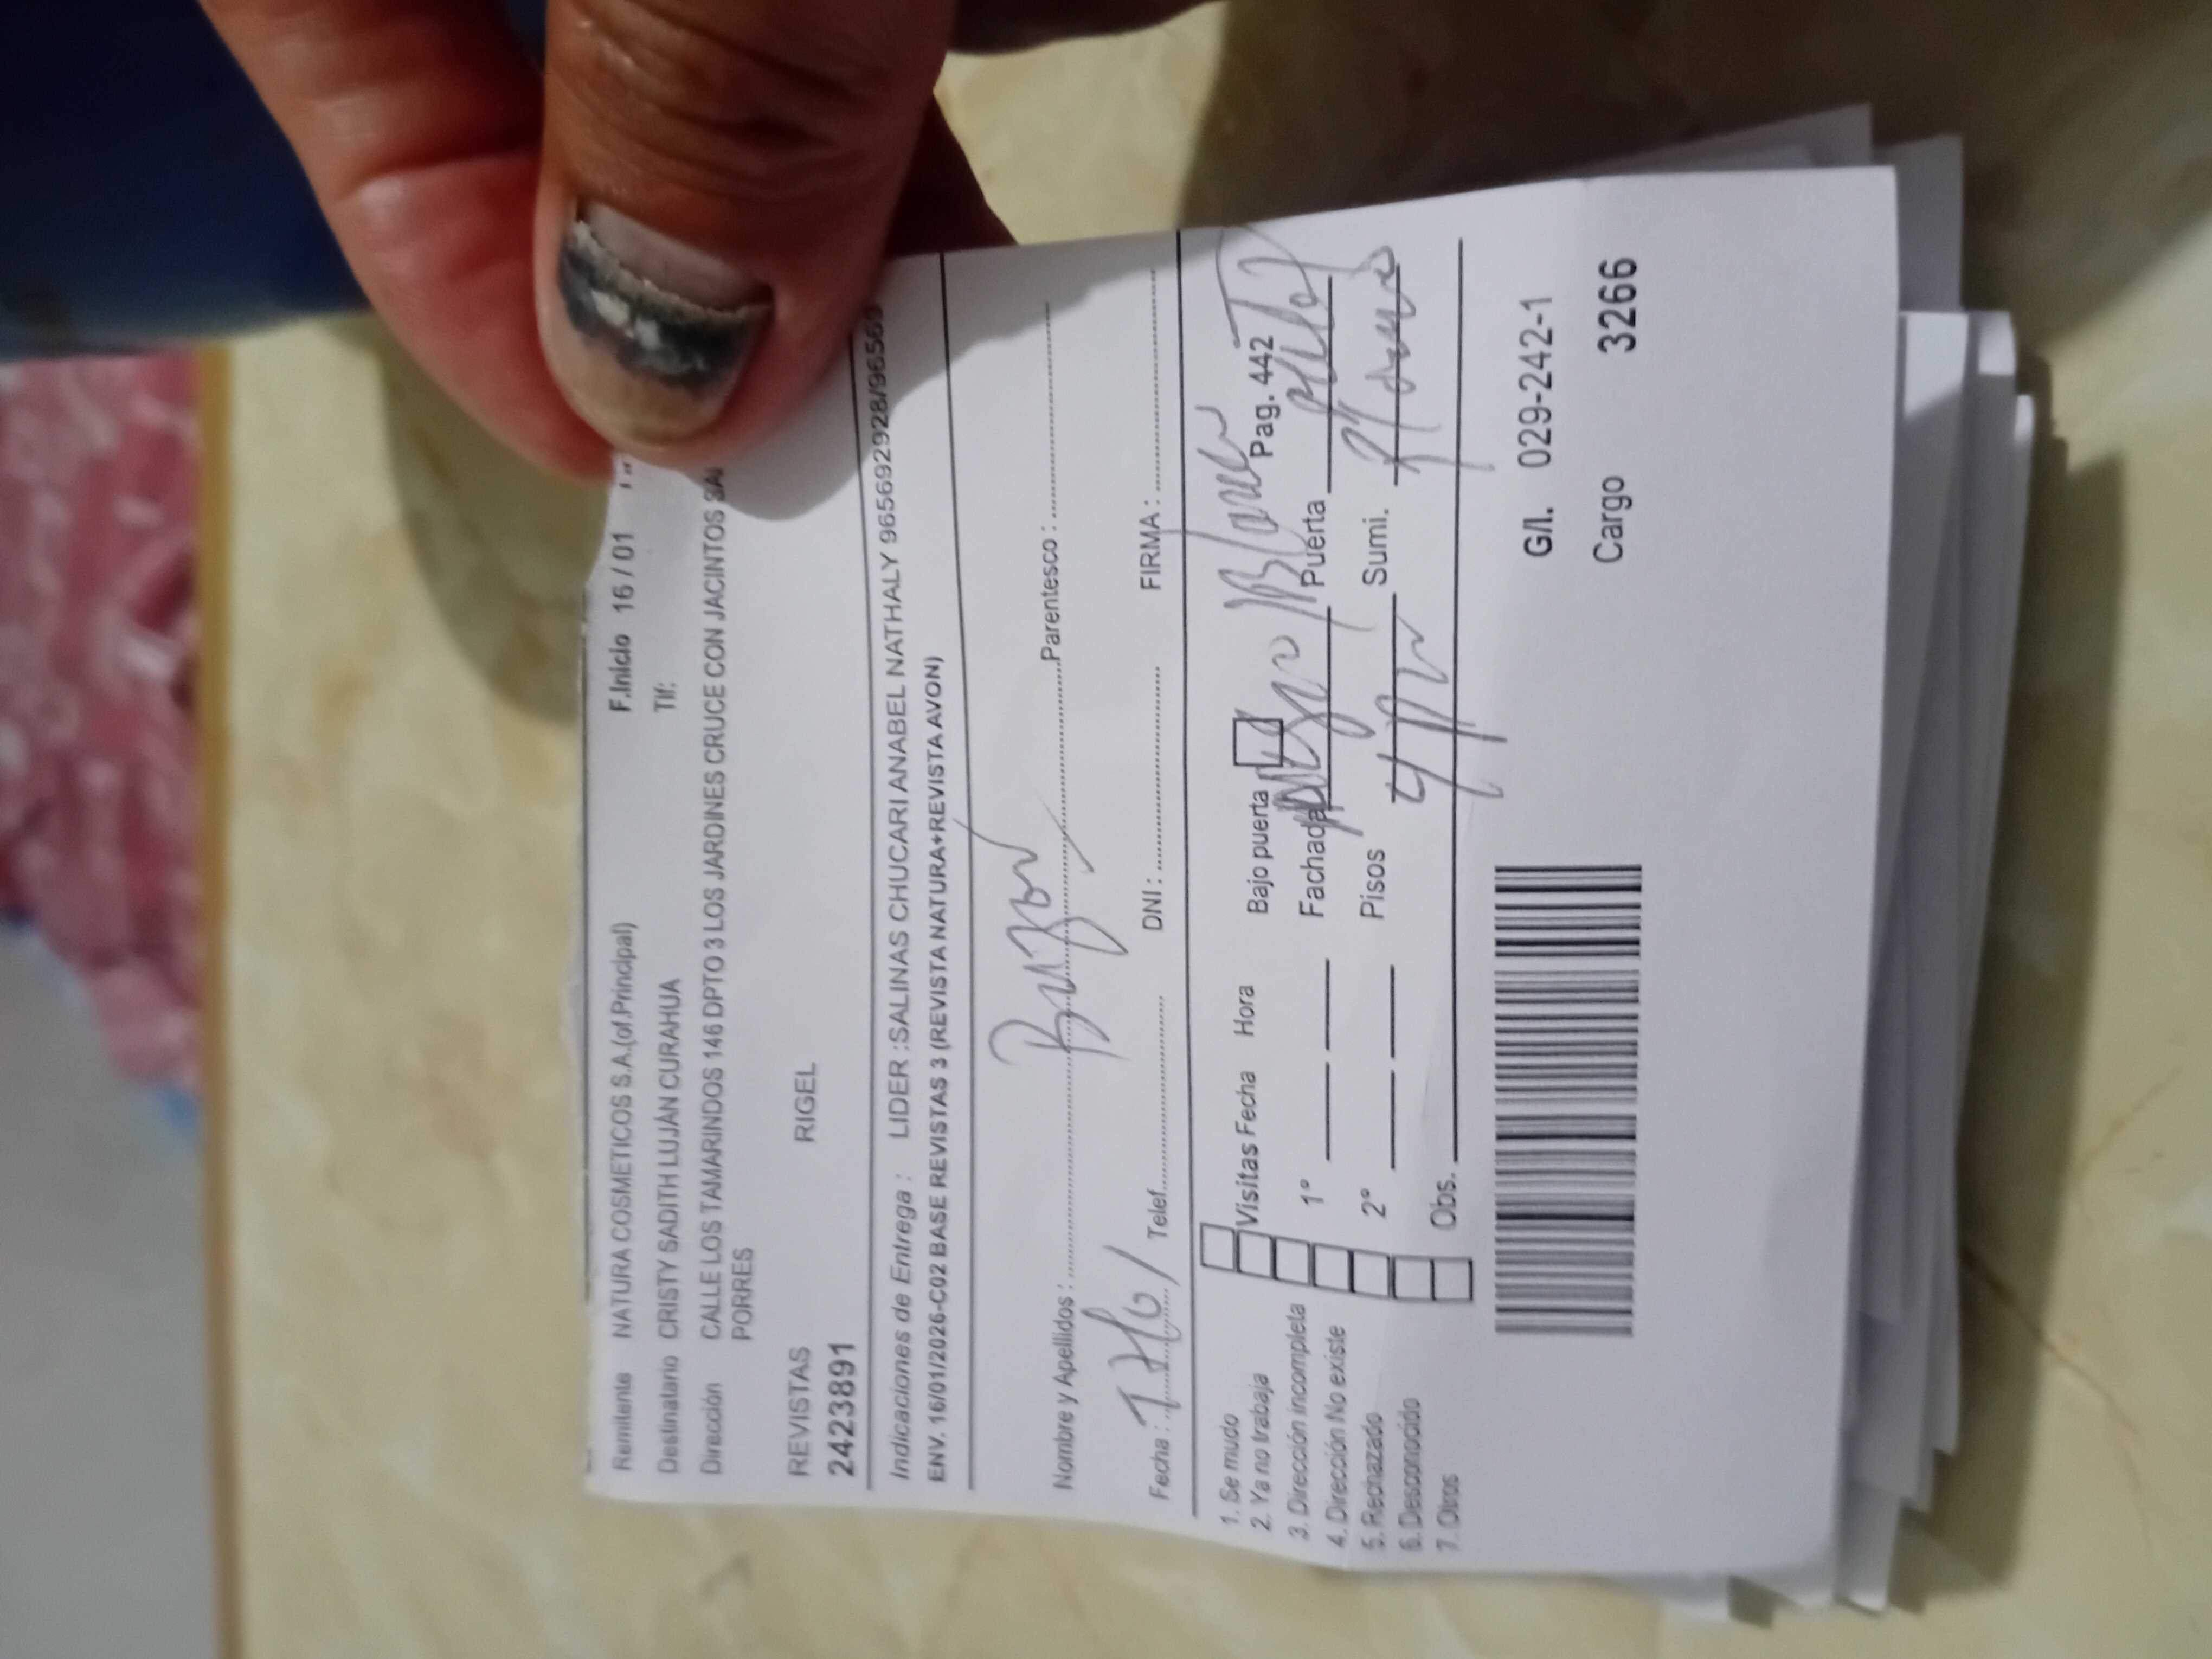 Remitente NATURA COSMETICOS S.A.(of.Principal) F.Inicio 16 / 01
Destinatario CRISTY SADITH LUJÁN CURAHUA Tlf:
Dirección CALLE LOS TAMARINDOS 146 DPTO 3 LOS JARDINES CRUCE CON JACINTOS
PORRES
REVISTAS RIGEL
2423891
Indicaciones de Entrega : LIDER :SALINAS CHUCARI ANABEL NATHALY 965692928/96569
ENV. 16/01/2026-C02 BASE REVISTAS 3 (REVISTA NATURA+REVISTA AVON)
Nombre y Apellidos : Buzón Parentesco :
Fecha : Telef. DNI : FIRMA :
1. Se mudo
2. Ya no trabaja
3. Dirección incompleta
4. Dirección No existe
5. Rechazado
6. Desconocido
7. Otros
Visitas Fecha Hora Bajo puerta Pag. 442
1° Fachada Puerta
2° Pisos Sumi.
Obs.
G/I. 029-242-1
Cargo 3266